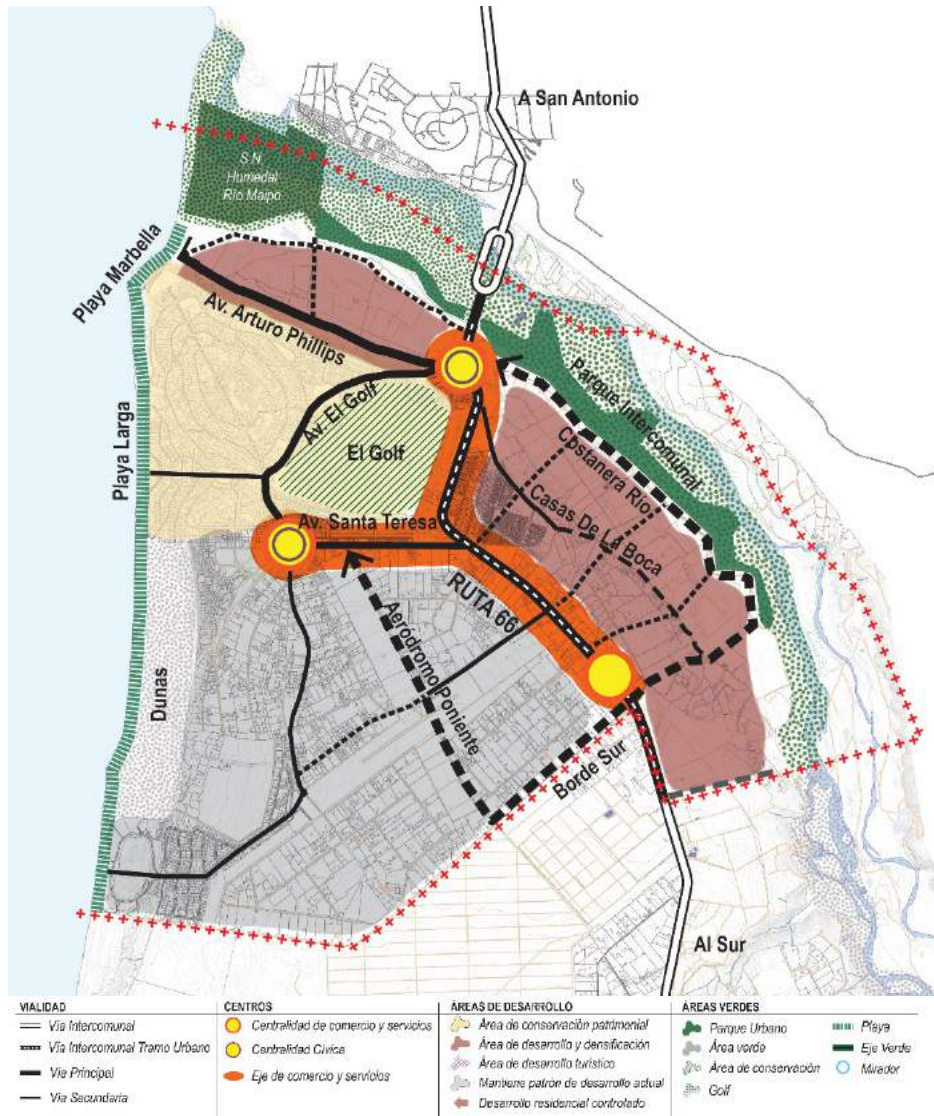 A San Antonio
S.N.
Humedal
Río Maipo
Playa Marbella
Av. Arturo Phillips
Parque Intercomunal
Av. El Golf
Playa Larga
El Golf
Costanera Río
Casas De La Boca
Av. Santa Teresa
RUTA 66
Aeródromo Poniente
Dunas
Borde Sur
Al Sur
VIALIDAD
Vía Intercomunal
Vía Intercomunal Tramo Urbano
Vía Principal
Vía Secundaria
CENTROS
Centralidad de comercio y servicios
Centralidad Cívica
Eje de comercio y servicios
ÁREAS DE DESARROLLO
Área de conservación patrimonial
Área de desarrollo y densificación
Área de desarrollo turístico
Mantiene patrón de desarrollo actual
Desarrollo residencial controlado
ÁREAS VERDES
Parque Urbano
Área verde
Área de conservación
Golf
Playa
Eje Verde
Mirador